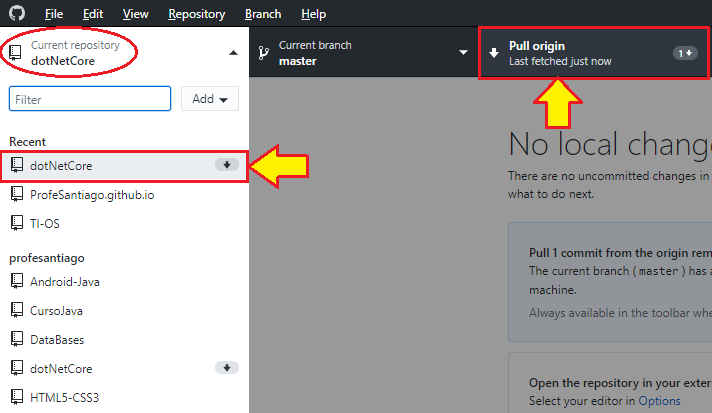 File Edit View Repository Branch Help
Current repository
dotNetCore
Current branch
master
Pull origin
Last fetched just now
1
Filter
Add
Recent
dotNetCore
ProfeSantiago.github.io
TI-OS
profesantiago
Android-Java
CursoJava
DataBases
dotNetCore
HTML5-CSS3
No local chang
There are no uncommitted changes in
what to do next.
Pull 1 commit from the origin rem
The current branch (master) has a
machine.
Always available in the toolbar whe
Open the repository in your exter
Select your editor in Options